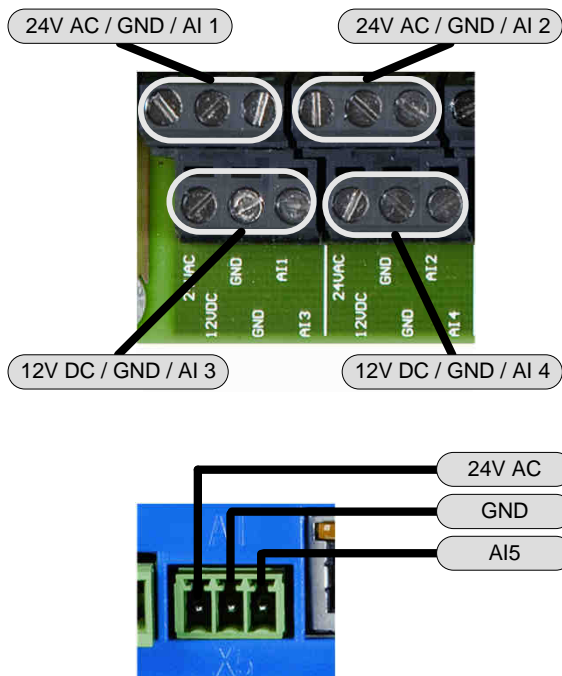 24V AC / GND / AI 1
24V AC / GND / AI 2
24VAC GND AI1
12VDC GND AI3
24VAC GND AI2
12VDC GND AI4
12V DC / GND / AI 3
12V DC / GND / AI 4
24V AC
GND
AI5
AI
X5